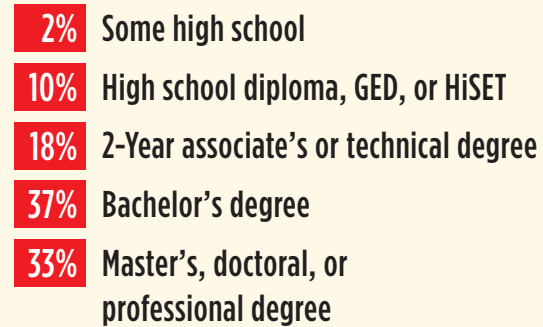 2% Some high school
10% High school diploma, GED, or HiSET
18% 2-Year associate’s or technical degree
37% Bachelor’s degree
33% Master’s, doctoral, or
professional degree